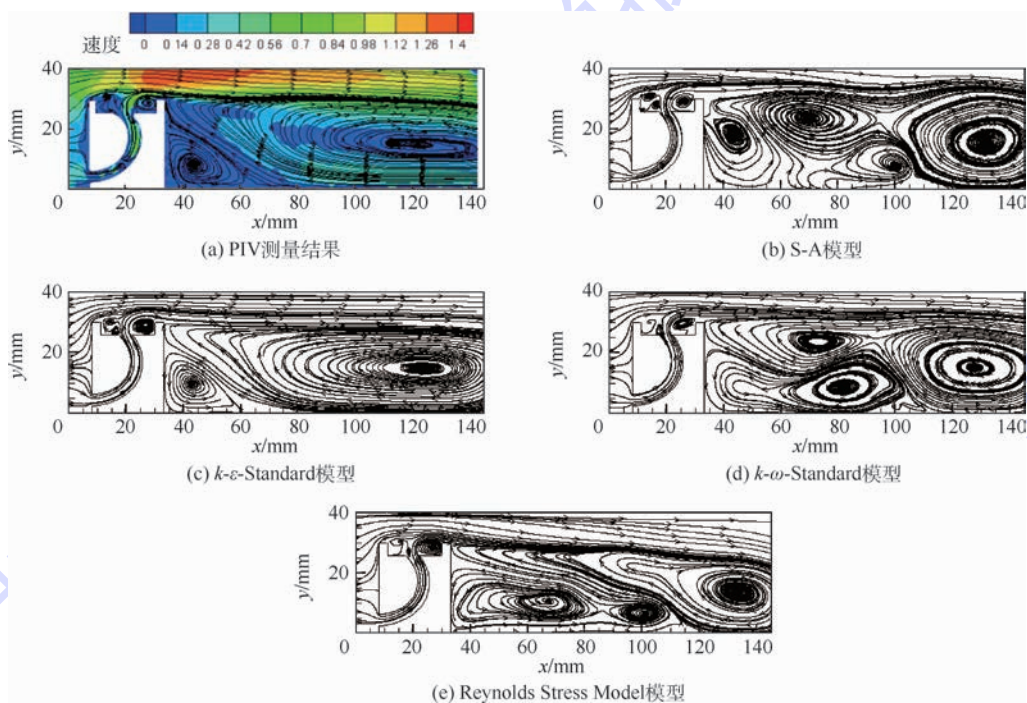 速度 0 0 14 0.28 0.42 0.56 0.7 0.84 0.98 1.12 1.26 1 4
40
20
y/mm
0 20 40 60 80 100 120 140
x/mm
(a) PIV测量结果
40
20
y/mm
0 20 40 60 80 100 120 140
x/mm
(b) S-A模型
40
20
y/mm
0 20 40 60 80 100 120 140
x/mm
(c) k-ε-Standard模型
40
20
y/mm
0 20 40 60 80 100 120 140
x/mm
(d) k-ω-Standard模型
40
20
y/mm
0 20 40 60 80 100 120 140
x/mm
(e) Reynolds Stress Model模型